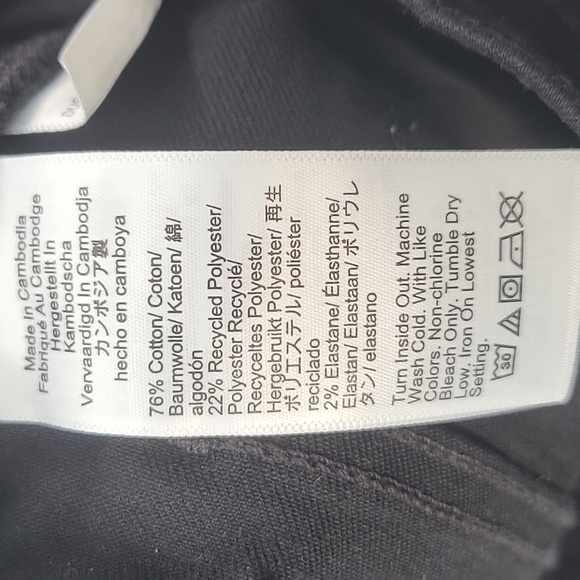 Made In Cambodia
Fabriqué Au Cambodge
Hergestellt In
Kambodscha
Vervaardigd In Cambodja
カンボジア製
hecho en camboya
76% Cotton/ Coton/
Baumwolle/ Katoen/ 綿/
algodón
22% Recycled Polyester/
Polyester Recyclé/
Recyceltes Polyester/
Hergebruikt Polyester/ 再生
ポリエステル/ poliéster
reciclado
2% Elastane/ Élasthanne/
Elastan/ Elastaan/ ポリウレ
タン/ elastano
Turn Inside Out. Machine
Wash Cold. With Like
Colors. Non-chlorine
Bleach Only. Tumble Dry
Low. Iron On Lowest
Setting.
30